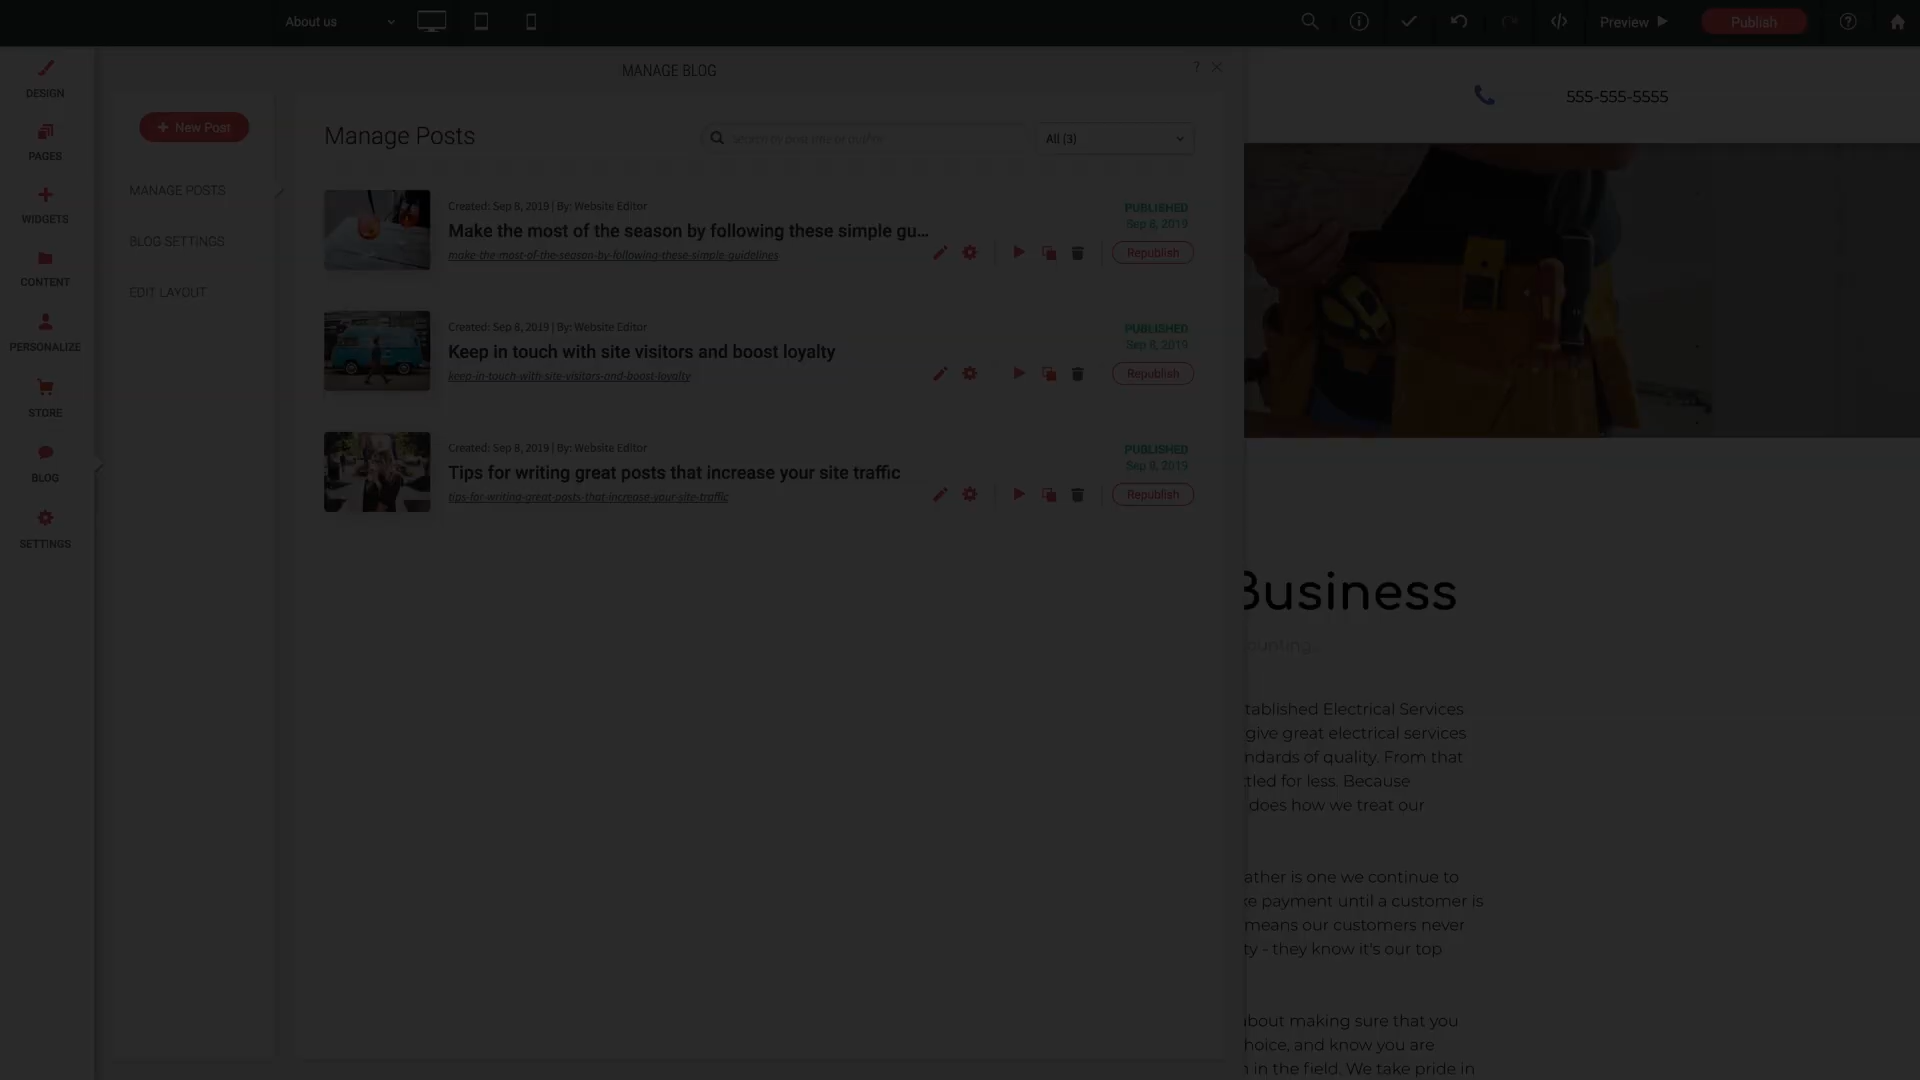 About us
Preview
Publish
DESIGN
PAGES
WIDGETS
CONTENT
PERSONALIZE
STORE
BLOG
SETTINGS
MANAGE BLOG
?
New Post
MANAGE POSTS
BLOG SETTINGS
EDIT LAYOUT
Manage Posts
Search by post title or author
All (3)
Created: Sep 8, 2019 | By: Website Editor
Make the most of the season by following these simple gu...
make-the-most-of-the-season-by-following-these-simple-guidelines
PUBLISHED
Sep 8, 2019
Republish
Created: Sep 8, 2019 | By: Website Editor
Keep in touch with site visitors and boost loyalty
keep-in-touch-with-site-visitors-and-boost-loyalty
PUBLISHED
Sep 8, 2019
Republish
Created: Sep 8, 2019 | By: Website Editor
Tips for writing great posts that increase your site traffic
tips-for-writing-great-posts-that-increase-your-site-traffic
PUBLISHED
Sep 8, 2019
Republish
555-555-5555
Business
ounting...
tablished Electrical Services
give great electrical services
ndards of quality. From that
tled for less. Because
does how we treat our
ather is one we continue to
ke payment until a customer is
means our customers never
ty - they know it's our top
about making sure that you
hoice, and know you are
n in the field. We take pride in